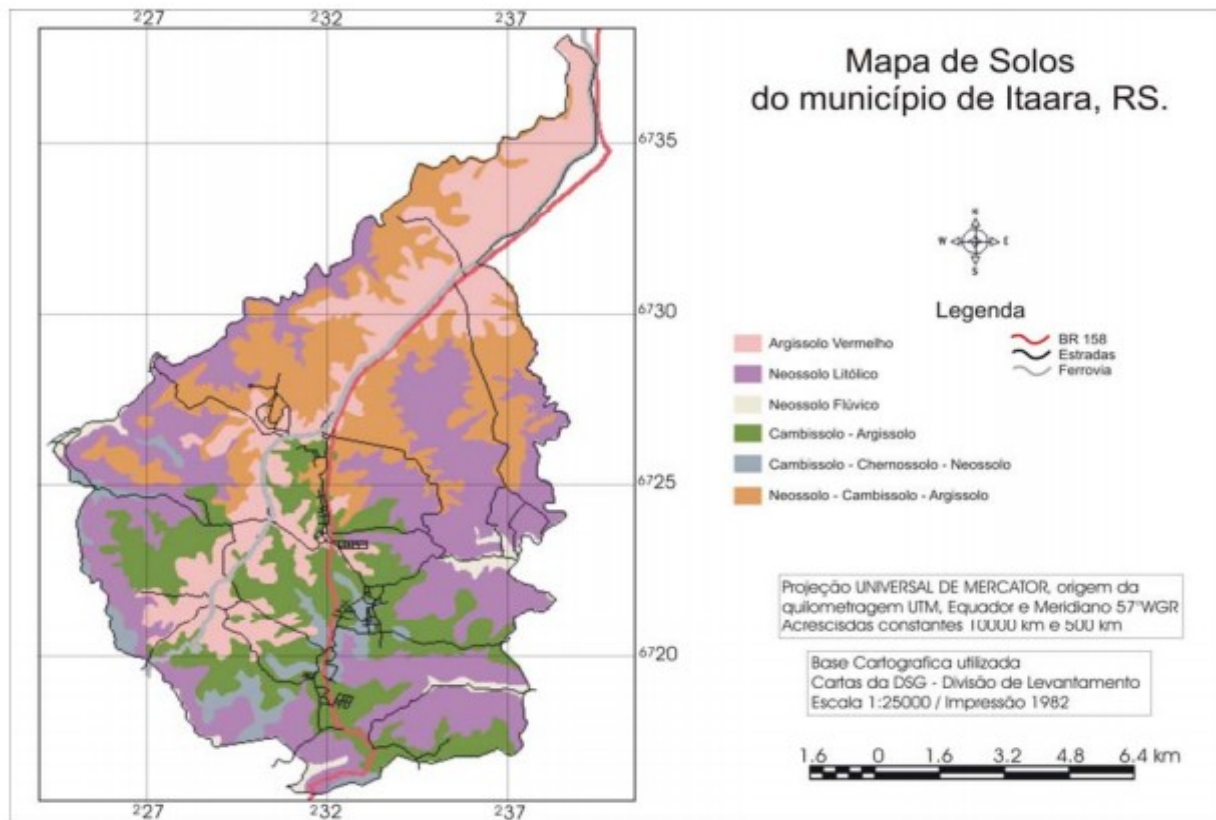 227 232 237
Mapa de Solos
do município de Itaara, RS.
6735
N
W E
S
6730
Legenda
Argissolo Vermelho
Neossolo Litólico
Neossolo Flúvico
Cambissolo - Argissolo
Cambissolo - Chernossolo - Neossolo
Neossolo - Cambissolo - Argissolo
BR 158
Estradas
Ferrovia
6725
Projeção UNIVERSAL DE MERCATOR, origem da
quilometragem UTM, Equador e Meridiano 57°WGR
Acrescisdas constantes 10000 km e 500 km
6720
Base Cartografica utilizada
Cartas da DSG - Divisão de Levantamento
Escala 1:25000 / Impressão 1982
1.6 0 1.6 3.2 4.8 6.4 km
227 232 237